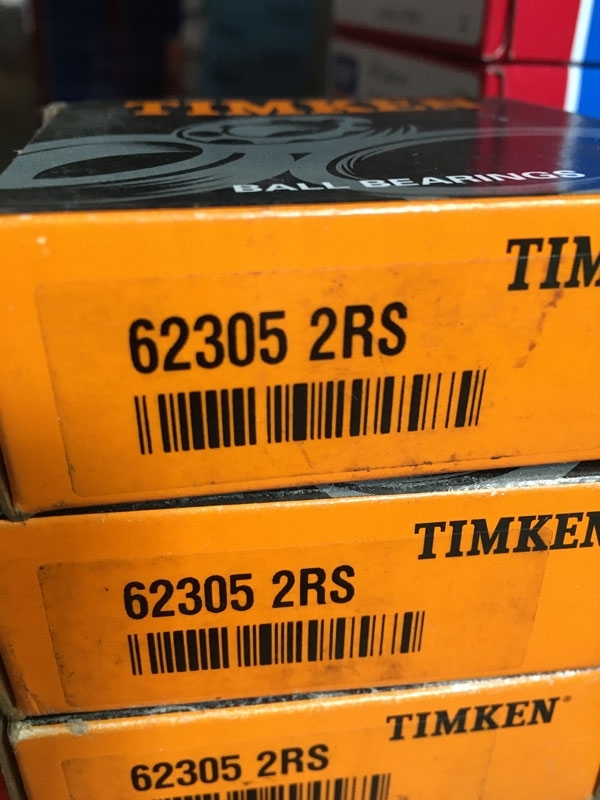 TIMKEN
BALL BEARINGS
TIM
62305 2RS
TIMKEN
62305 2RS
TIMKEN®
62305 2RS